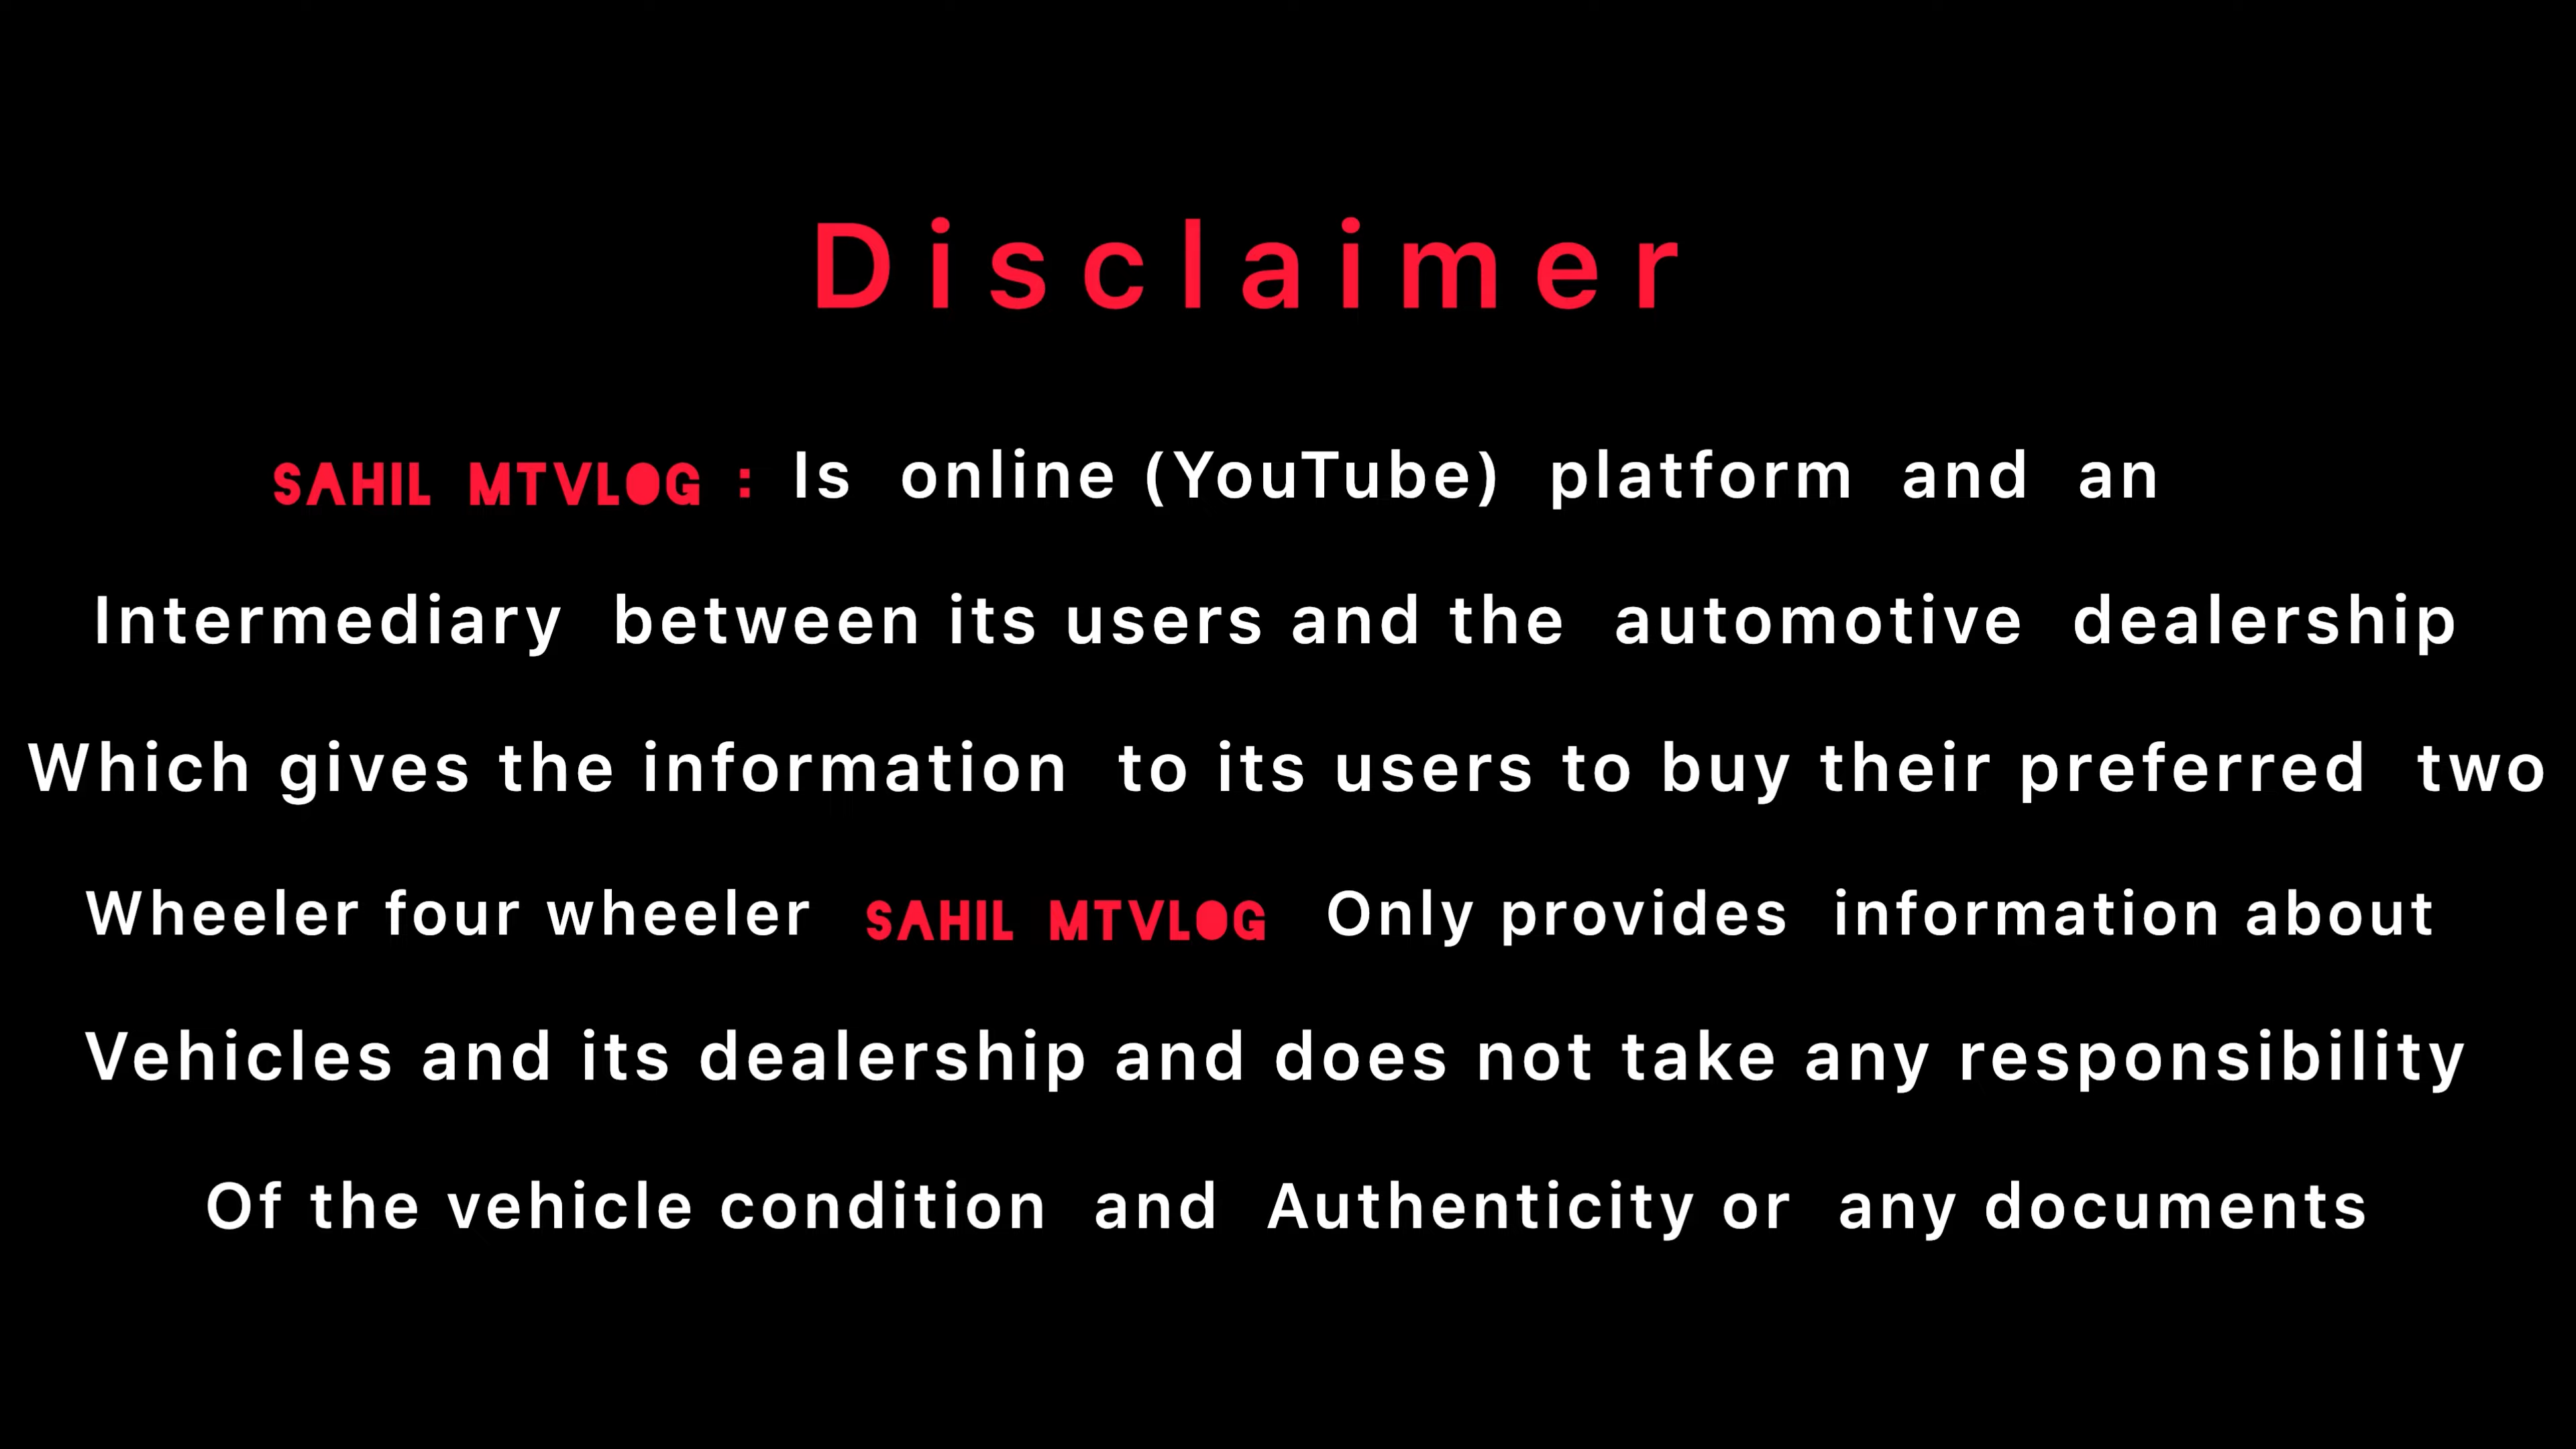 Disclaimer
SAHIL MTVLOG : Is online (YouTube) platform and an
Intermediary between its users and the automotive dealership
Which gives the information to its users to buy their preferred two
Wheeler four wheeler SAHIL MTVLOG Only provides information about
Vehicles and its dealership and does not take any responsibility
Of the vehicle condition and Authenticity or any documents